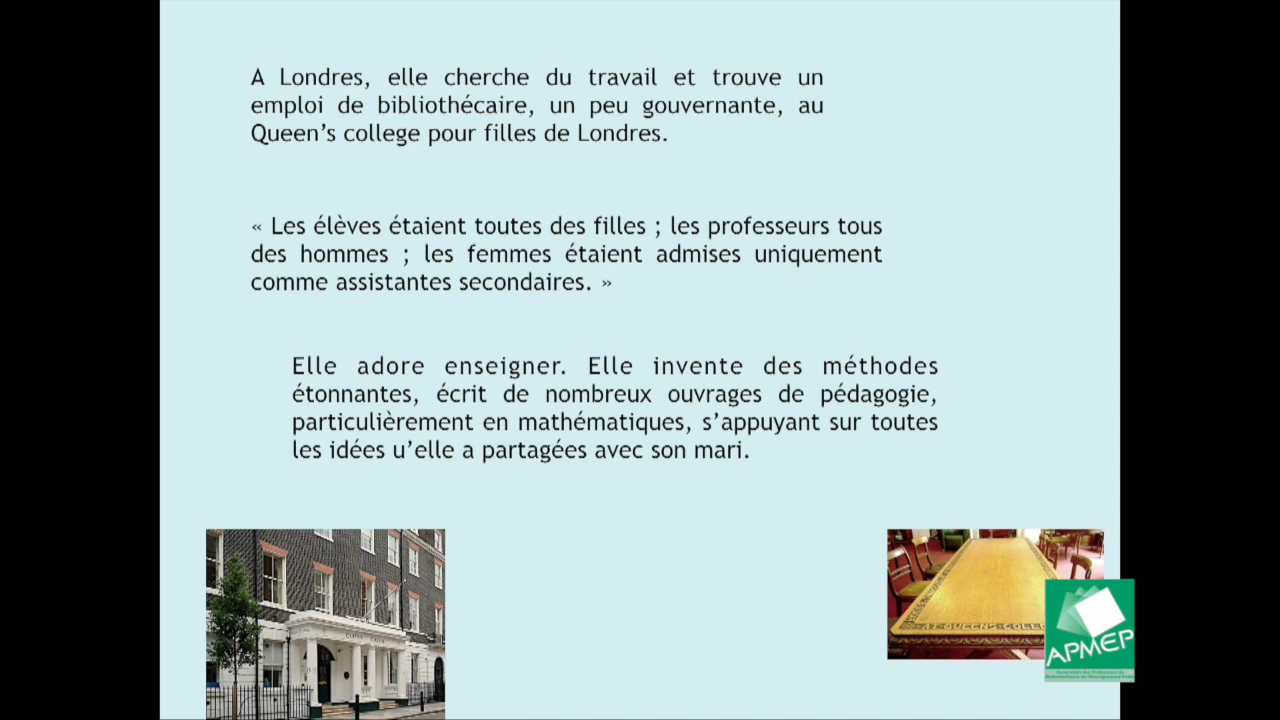 A Londres, elle cherche du travail et trouve un
emploi de bibliothécaire, un peu gouvernante, au
Queen's college pour filles de Londres.
« Les élèves étaient toutes des filles ; les professeurs tous
des hommes ; les femmes étaient admises uniquement
comme assistantes secondaires. »
Elle adore enseigner. Elle invente des méthodes
étonnantes, écrit de nombreux ouvrages de pédagogie,
particulièrement en mathématiques, s'appuyant sur toutes
les idées u'elle a partagées avec son mari.
APMEP